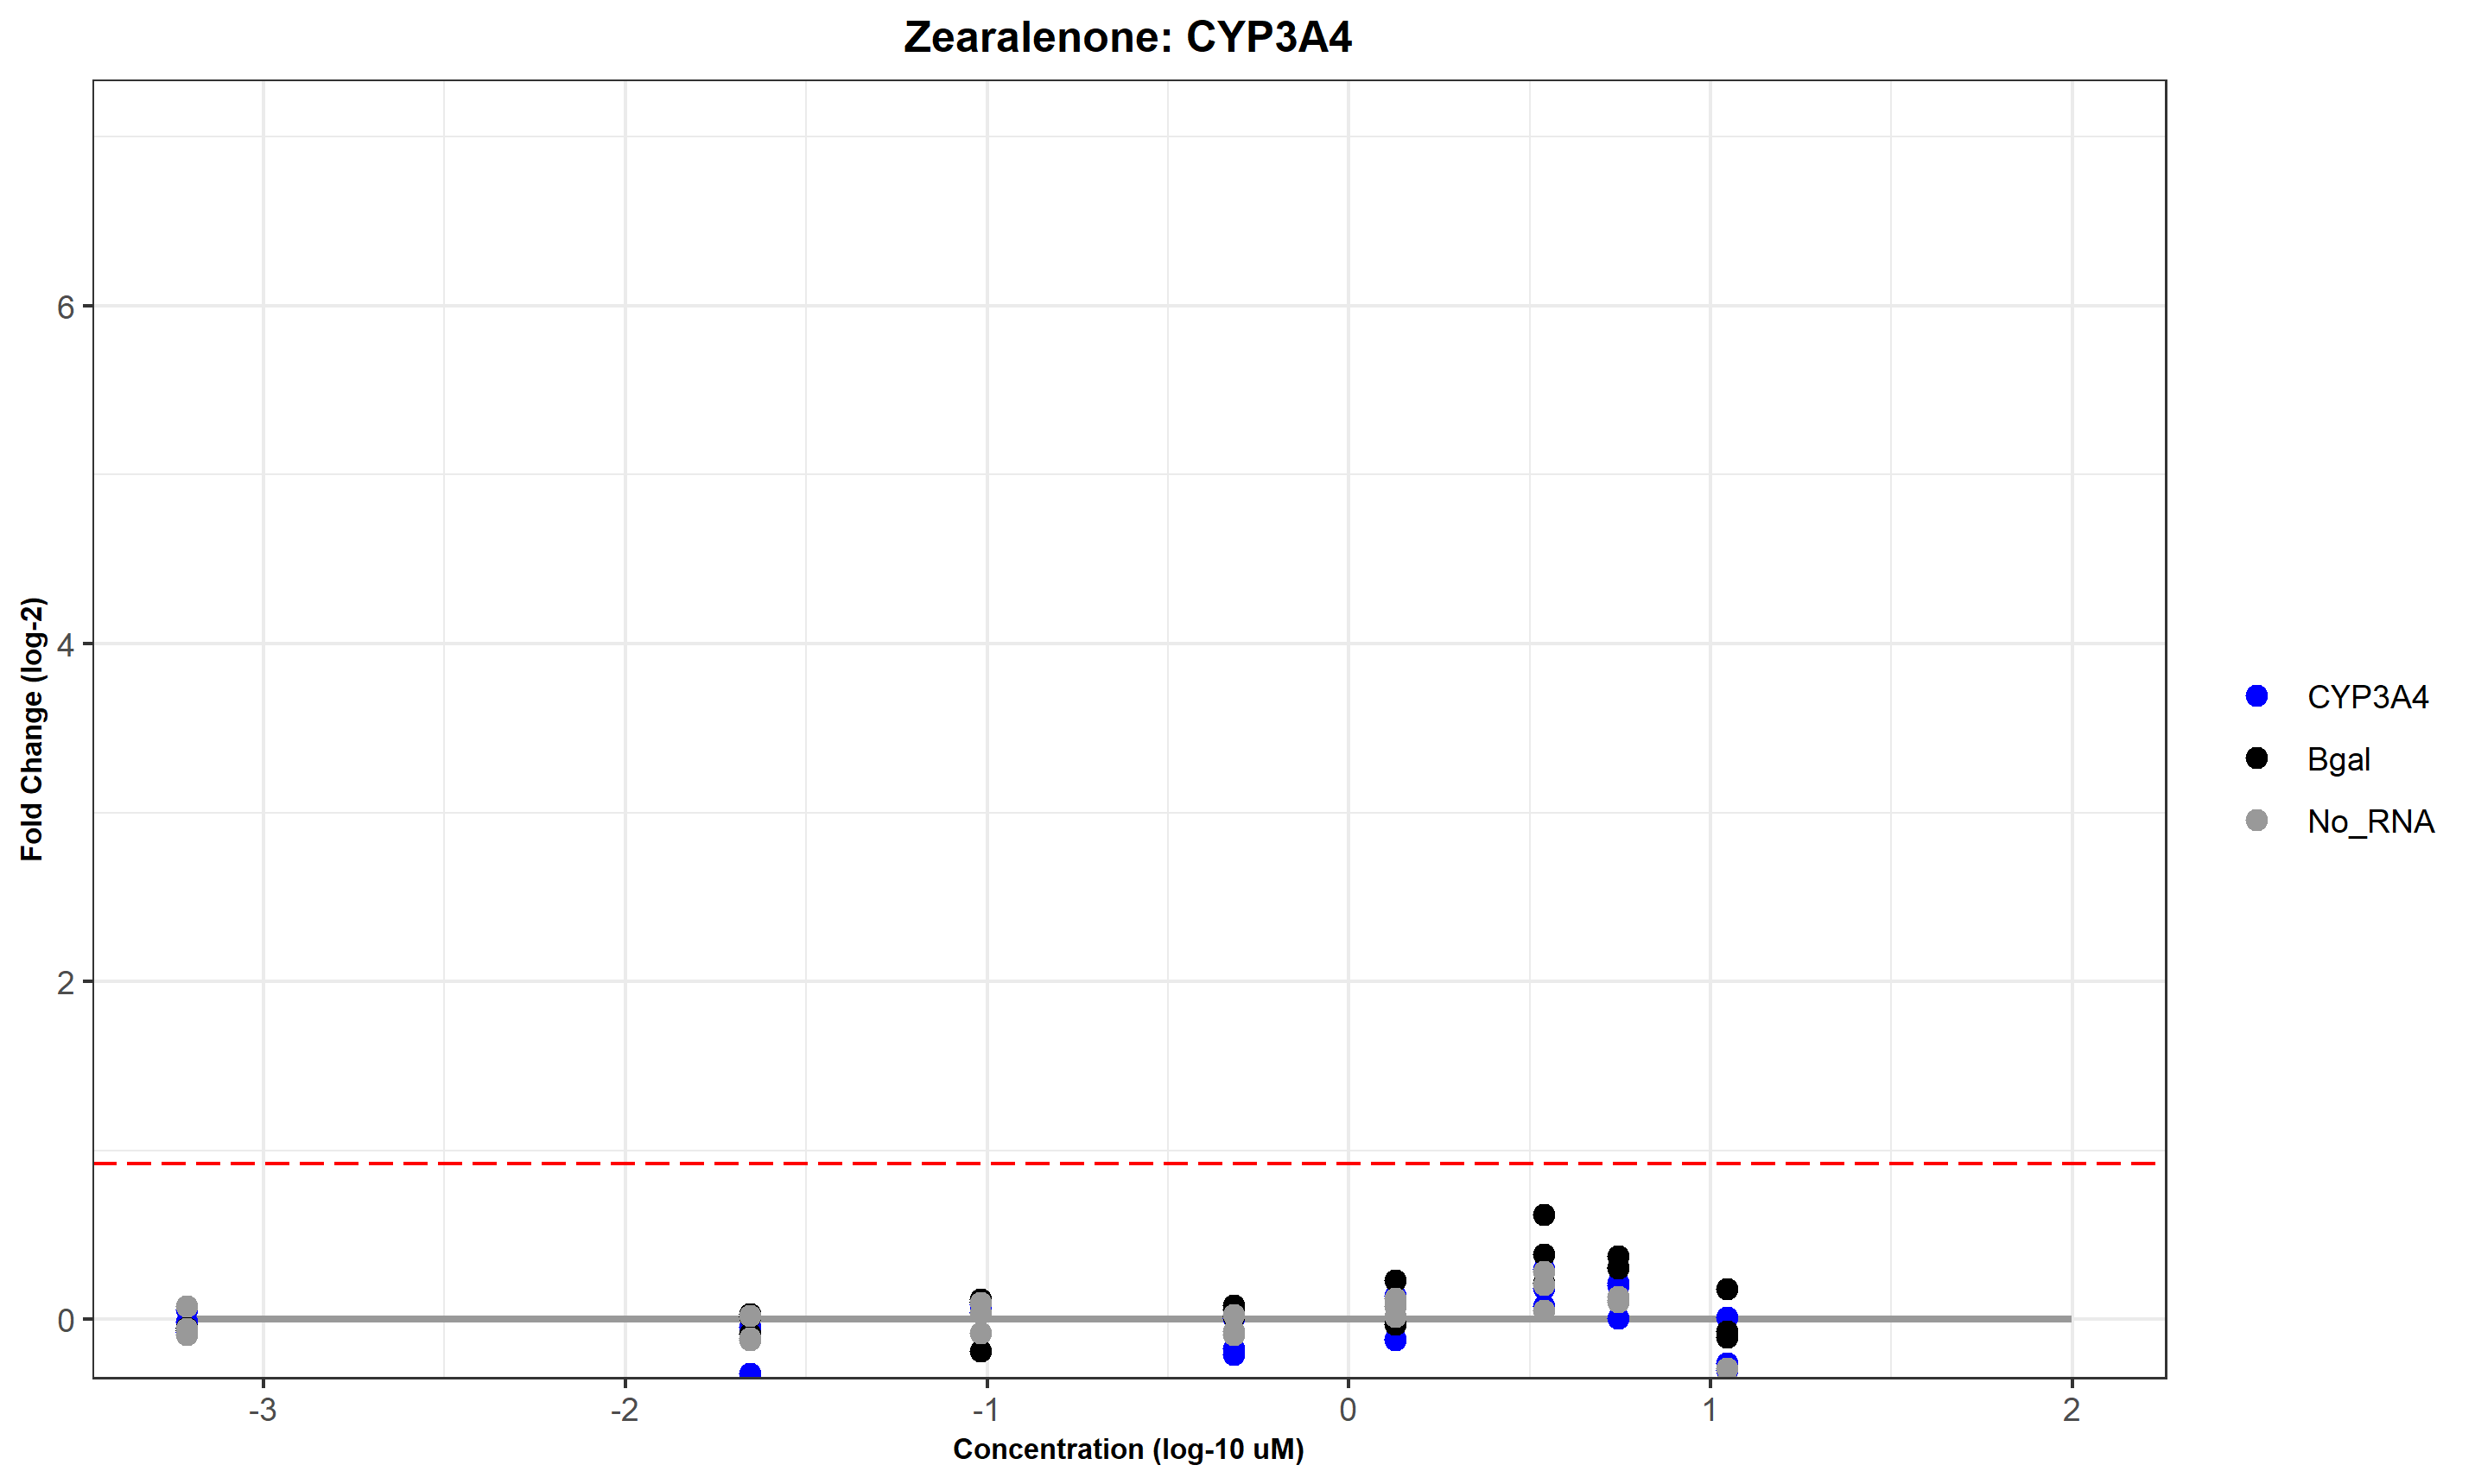 Zearalenone: CYP3A4
Fold Change (log-2)
6
4
2
0
-3
-2
-1
0
1
2
Concentration (log-10 uM)
CYP3A4
Bgal
No_RNA